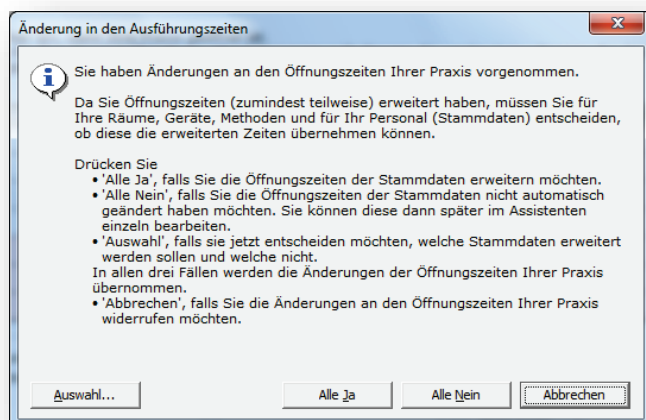 Änderung in den Ausführungszeiten
Sie haben Änderungen an den Öffnungszeiten Ihrer Praxis vorgenommen.
Da Sie Öffnungszeiten (zumindest teilweise) erweitert haben, müssen Sie für
Ihre Räume, Geräte, Methoden und für Ihr Personal (Stammdaten) entscheiden,
ob diese die erweiterten Zeiten übernehmen können.
Drücken Sie
• 'Alle Ja', falls Sie die Öffnungszeiten der Stammdaten erweitern möchten.
• 'Alle Nein', falls Sie die Öffnungszeiten der Stammdaten nicht automatisch
geändert haben möchten. Sie können diese dann später im Assistenten
einzeln bearbeiten.
• 'Auswahl', falls sie jetzt entscheiden möchten, welche Stammdaten erweitert
werden sollen und welche nicht.
In allen drei Fällen werden die Änderungen der Öffnungszeiten Ihrer Praxis
übernommen.
• 'Abbrechen', falls Sie die Änderungen an den Öffnungszeiten Ihrer Praxis
widerrufen möchten.
Auswahl... Alle Ja Alle Nein Abbrechen